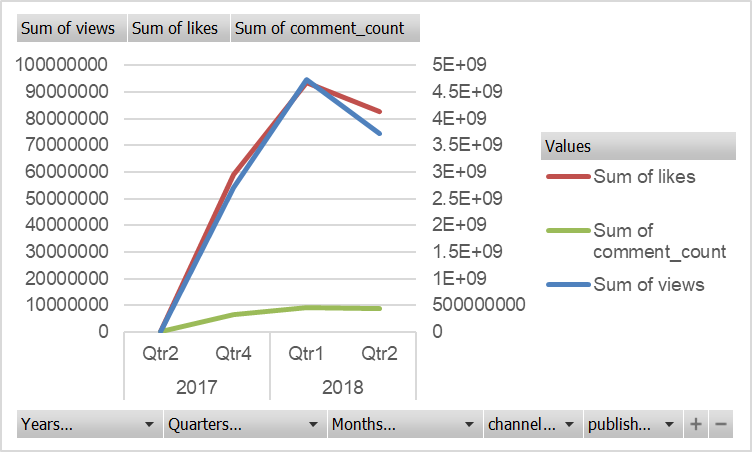 Sum of views Sum of likes Sum of comment_count
100000000 5E+09
90000000 4.5E+09
80000000 4E+09
70000000 3.5E+09
60000000 3E+09
50000000 2.5E+09
40000000 2E+09
30000000 1.5E+09
20000000 1E+09
10000000 500000000
0 0
Qtr2 Qtr4 Qtr1 Qtr2
2017 2018
Values
Sum of likes
Sum of
comment_count
Sum of views
Years... Quarters... Months... channel... publish... + −